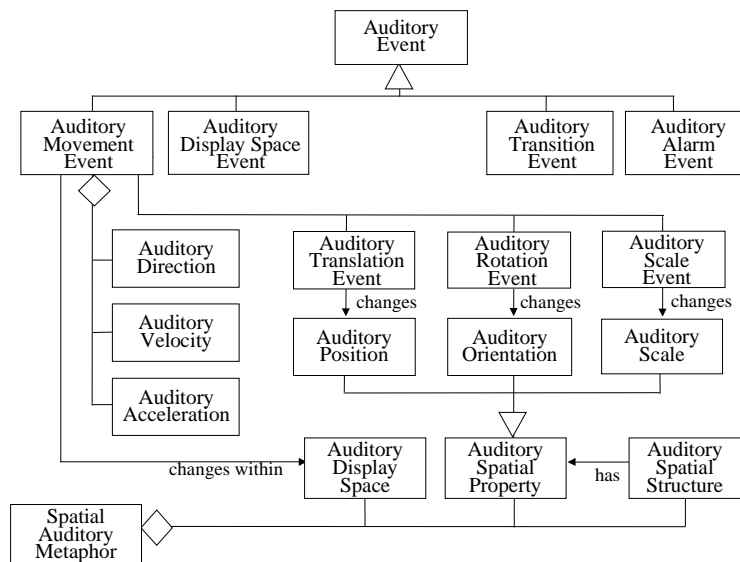 Auditory
Event
Auditory
Movement
Event
Auditory
Display Space
Event
Auditory
Transition
Event
Auditory
Alarm
Event
Auditory
Direction
Auditory
Translation
Event
Auditory
Rotation
Event
Auditory
Scale
Event
changes
changes
changes
Auditory
Velocity
Auditory
Position
Auditory
Orientation
Auditory
Scale
Auditory
Acceleration
changes within
Auditory
Display
Space
Auditory
Spatial
Property
has
Auditory
Spatial
Structure
Spatial
Auditory
Metaphor